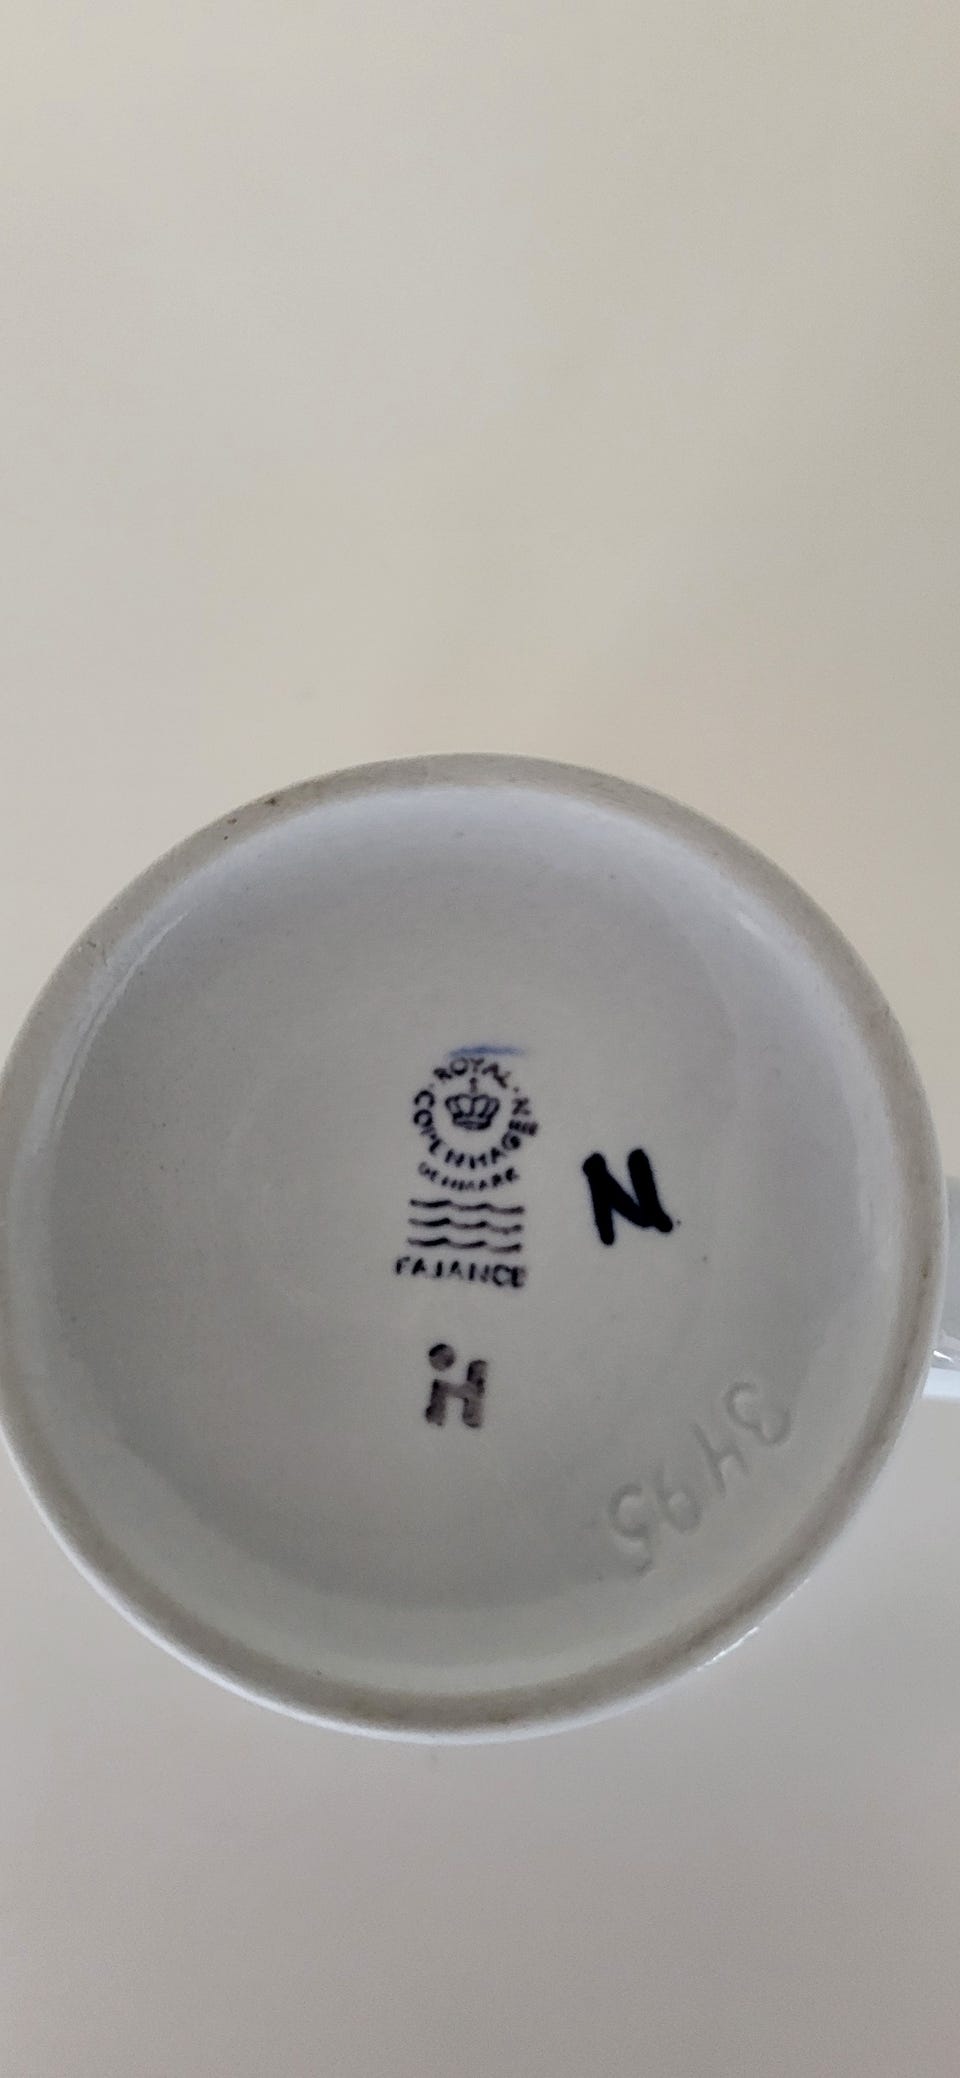 ROYAL COPENHAGEN
DENMARK
FAJANCE
N
3495